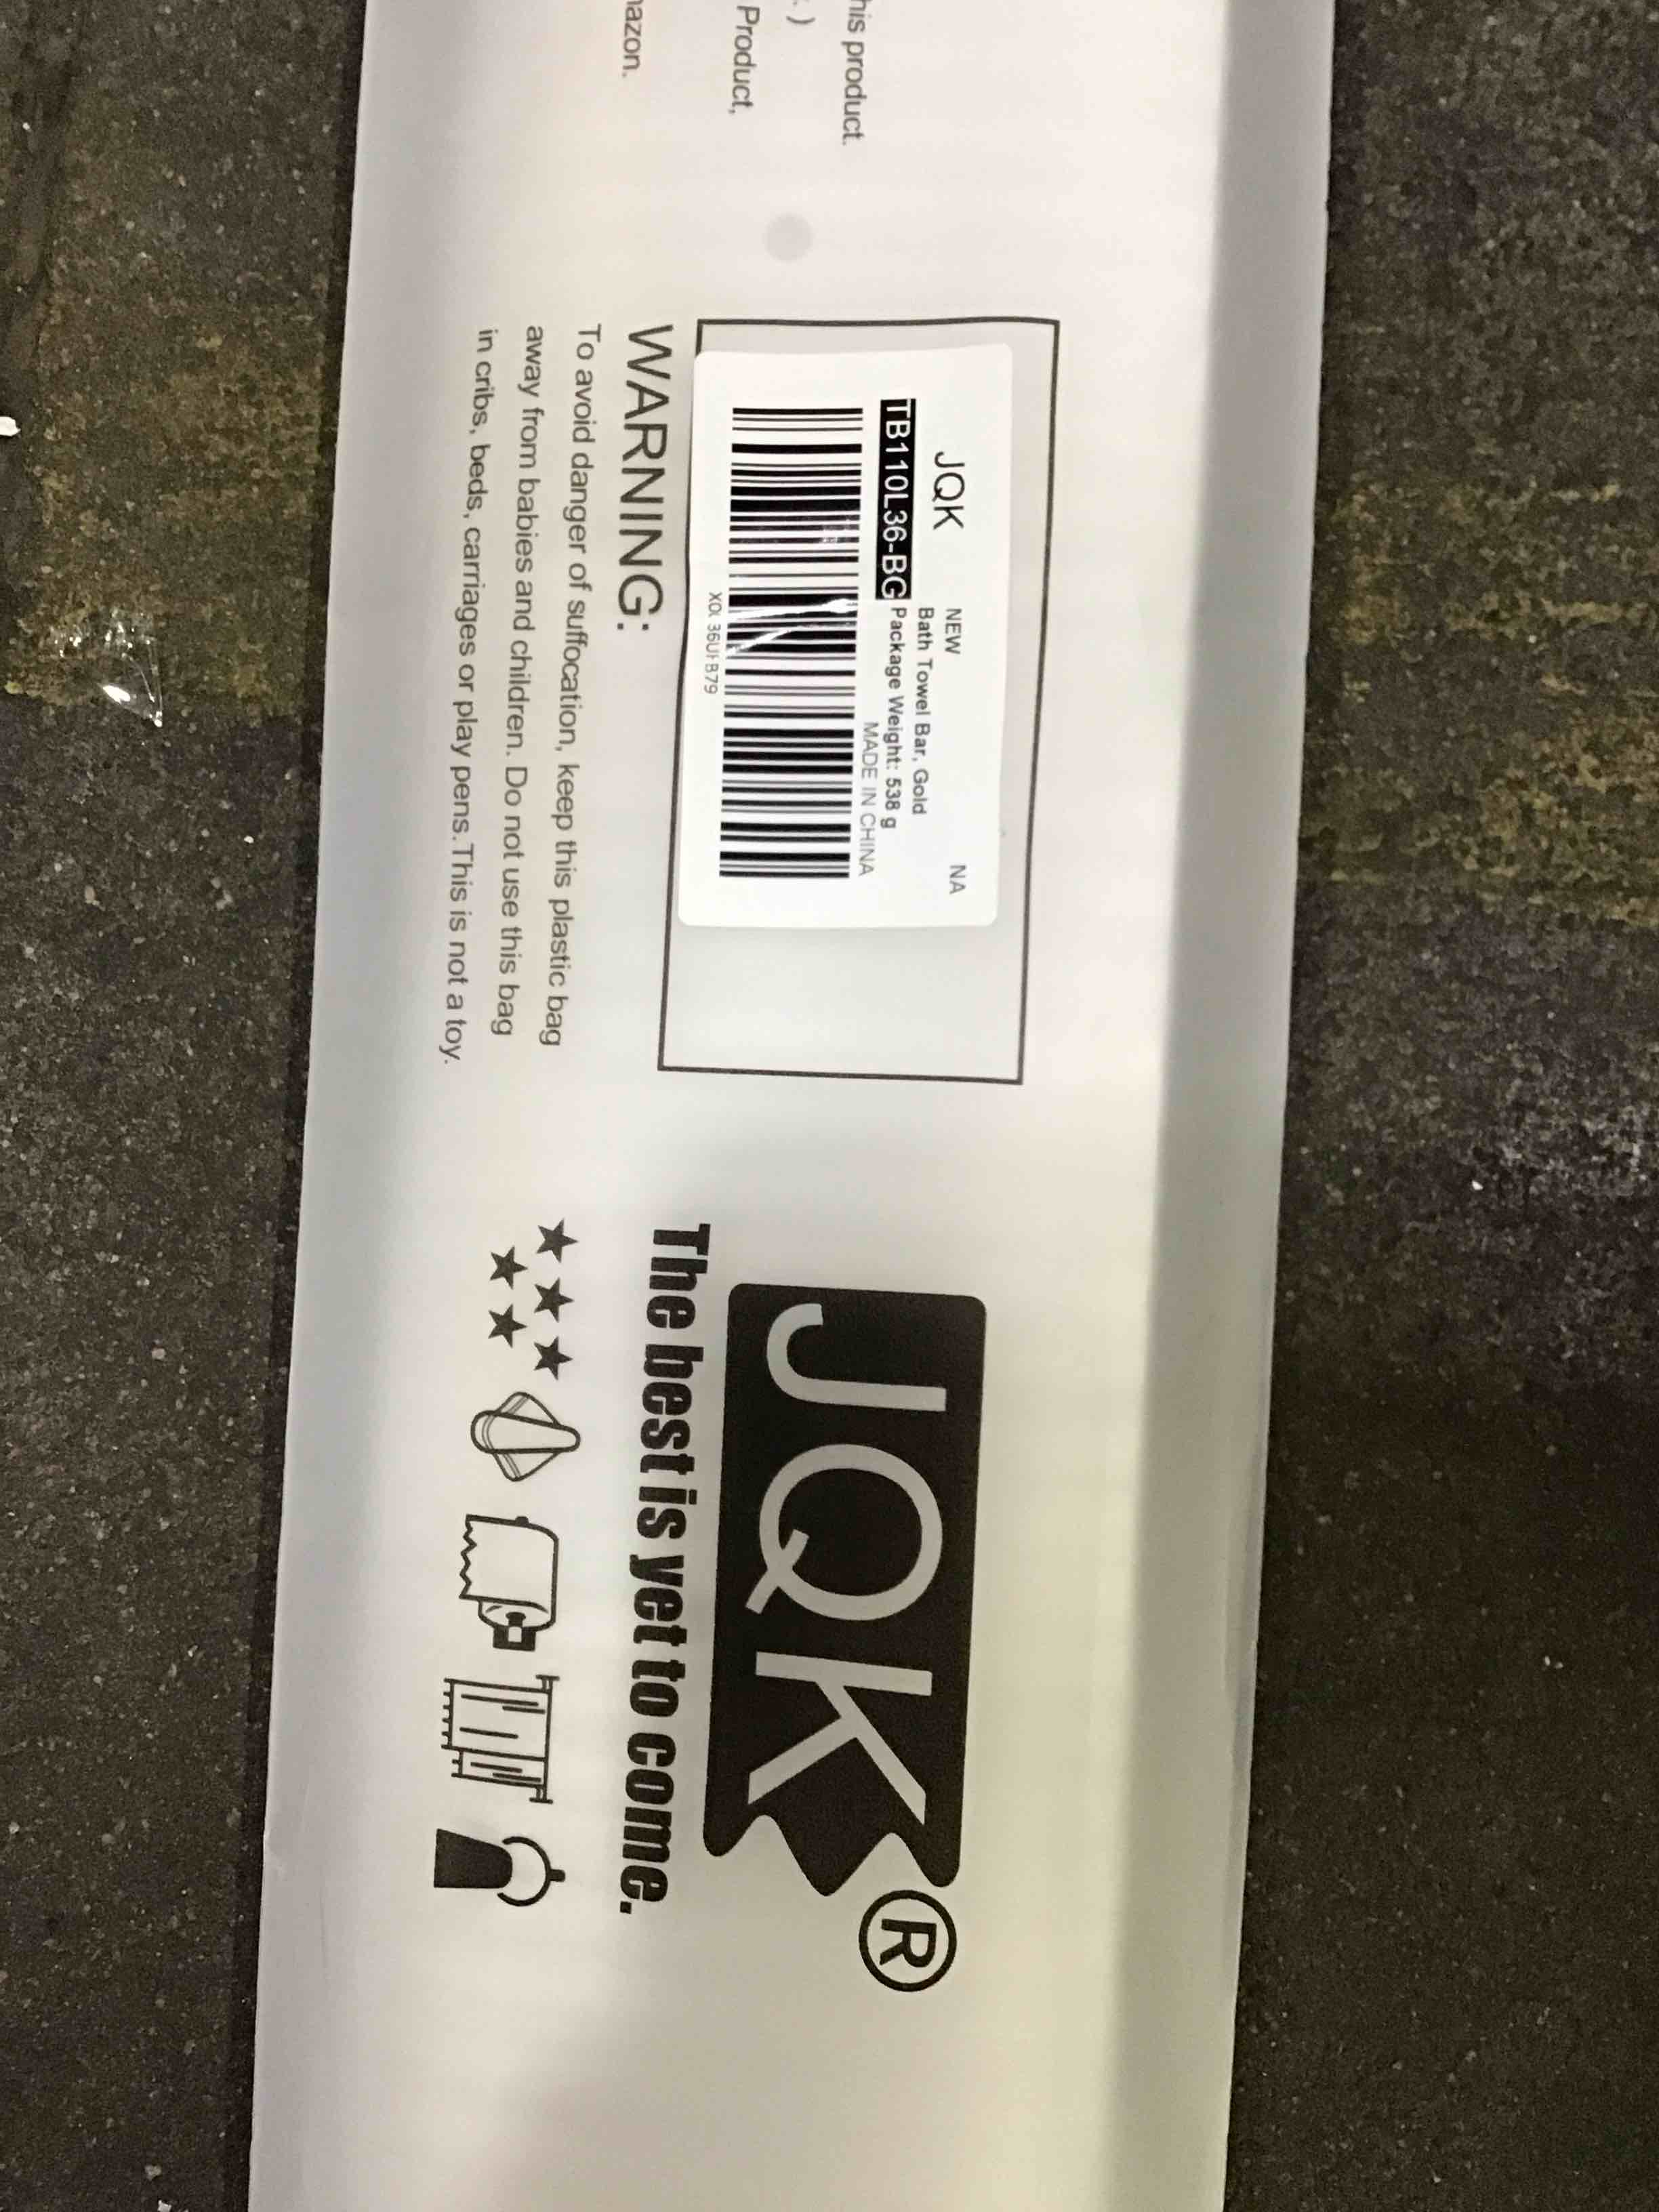 his product.
. )
Product,
nazon.
JQK
NEW
NA
TB110L36-BG
Bath Towel Bar, Gold
Package Weight: 538 g
MADE IN CHINA
WARNING:
To avoid danger of suffocation, keep this plastic bag
away from babies and children. Do not use this bag
in cribs, beds, carriages or play pens.This is not a toy.
JQK®
The best is yet to come.